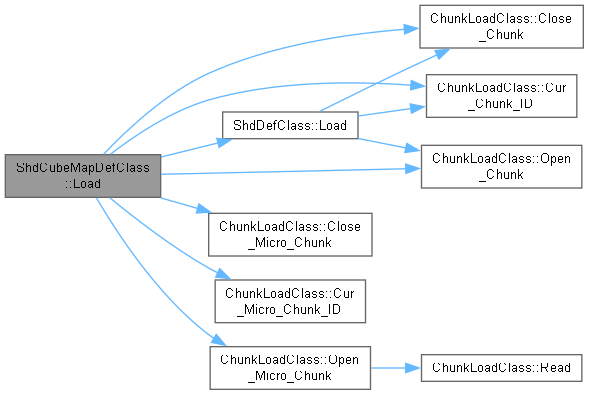 ShdCubeMapDefClass
::Load
ShdDefClass::Load
ChunkLoadClass::Close
_Chunk
ChunkLoadClass::Cur
_Chunk_ID
ChunkLoadClass::Open
_Chunk
ChunkLoadClass::Close
_Micro_Chunk
ChunkLoadClass::Cur
_Micro_Chunk_ID
ChunkLoadClass::Open
_Micro_Chunk
ChunkLoadClass::Read